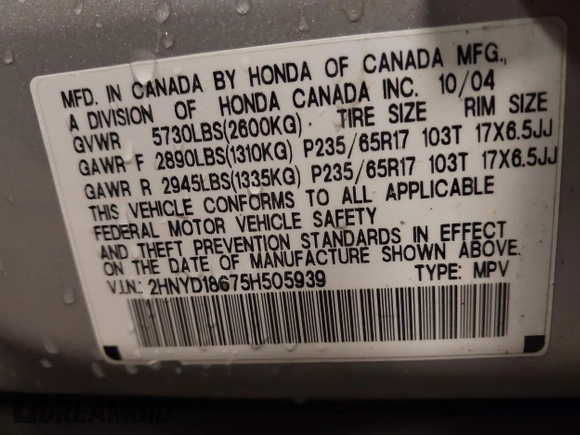 MFD. IN CANADA BY HONDA OF CANADA MFG.,
A DIVISION OF HONDA CANADA INC. 10/04
GVWR 5730LBS(2600KG) TIRE SIZE RIM SIZE
GAWR F 2890LBS(1310KG) P235/65R17 103T 17X6.5JJ
GAWR R 2945LBS(1335KG) P235/65R17 103T 17X6.5JJ
THIS VEHICLE CONFORMS TO ALL APPLICABLE
FEDERAL MOTOR VEHICLE SAFETY
AND THEFT PREVENTION STANDARDS IN EFFECT
ON THE DATE OF MANUFACTURE SHOWN ABOVE.
V.I.N.: 2HNYD18675H505939 TYPE: MPV
DREAMBID